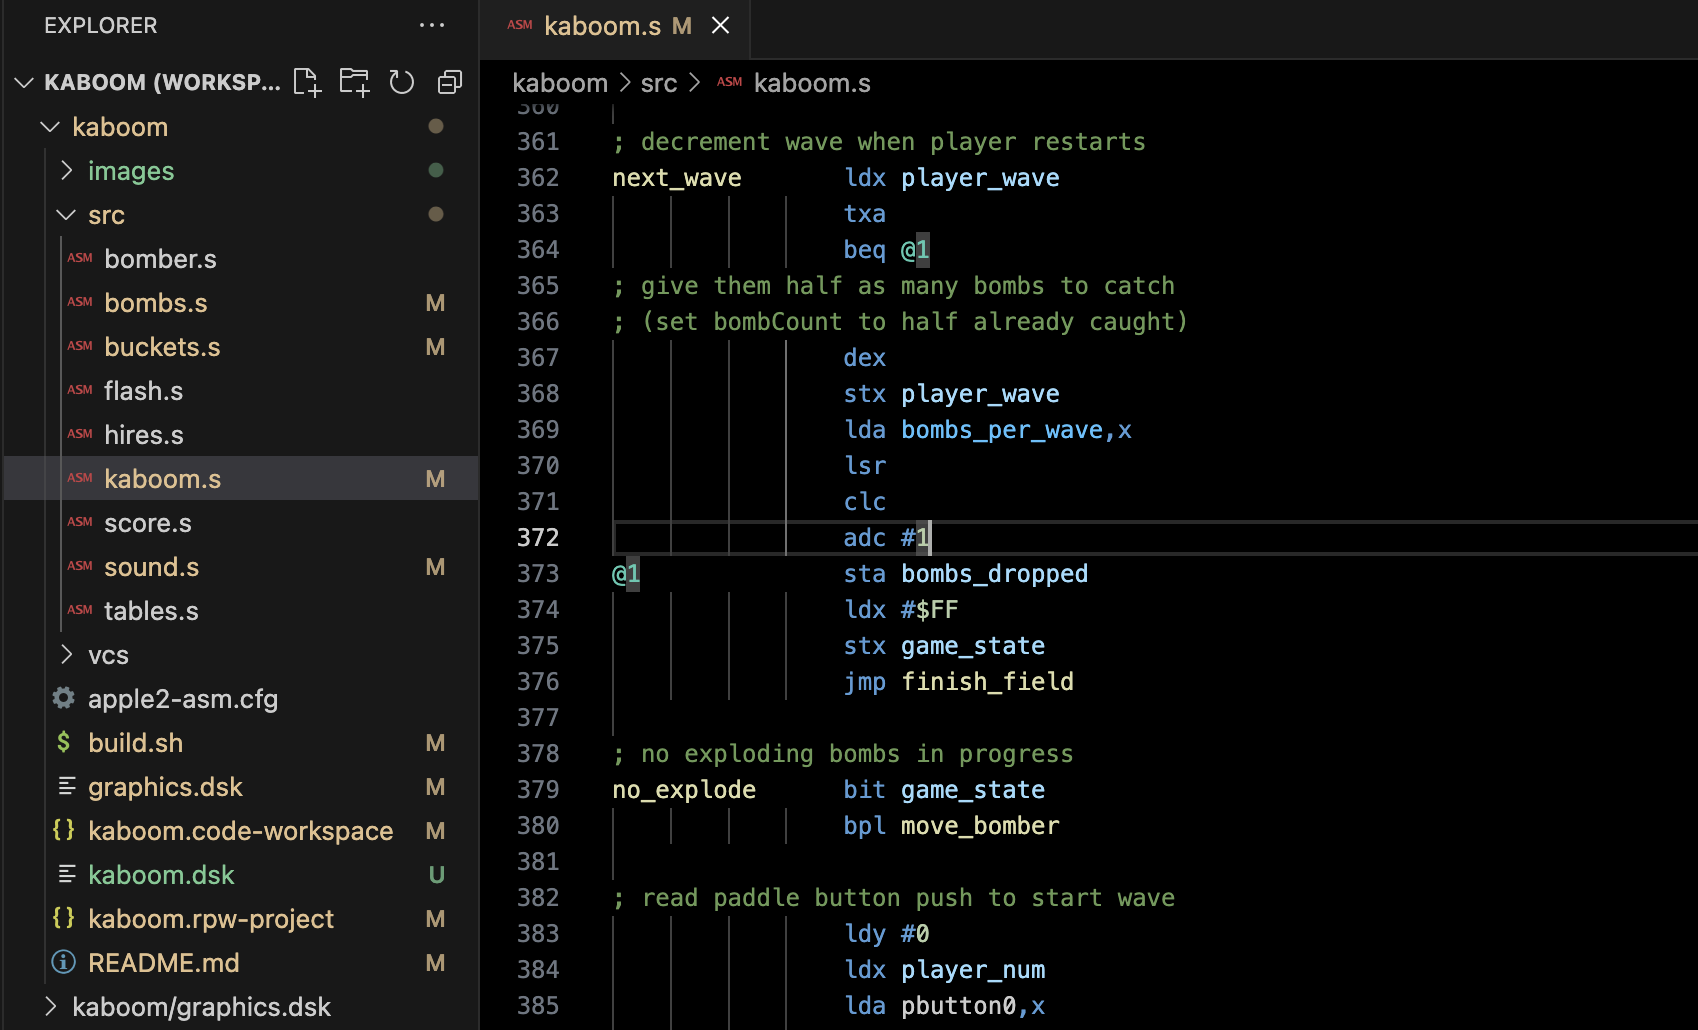 EXPLORER ...
KABOOM (WORKSP...
kaboom
images
src
ASM bomber.s
ASM bombs.s M
ASM buckets.s M
ASM flash.s
ASM hires.s
ASM kaboom.s M
ASM score.s
ASM sound.s M
ASM tables.s
vcs
apple2-asm.cfg
$ build.sh M
graphics.dsk M
{} kaboom.code-workspace M
kaboom.dsk U
{} kaboom.rpw-project M
README.md M
kaboom/graphics.dsk
ASM kaboom.s M
kaboom > src > ASM kaboom.s
360
361 ; decrement wave when player restarts
362 next_wave ldx player_wave
363 txa
364 beq @1
365 ; give them half as many bombs to catch
366 ; (set bombCount to half already caught)
367 dex
368 stx player_wave
369 lda bombs_per_wave,x
370 lsr
371 clc
372 adc #1
373 @1 sta bombs_dropped
374 ldx #$FF
375 stx game_state
376 jmp finish_field
377
378 ; no exploding bombs in progress
379 no_explode bit game_state
380 bpl move_bomber
381
382 ; read paddle button push to start wave
383 ldy #0
384 ldx player_num
385 lda pbutton0,x